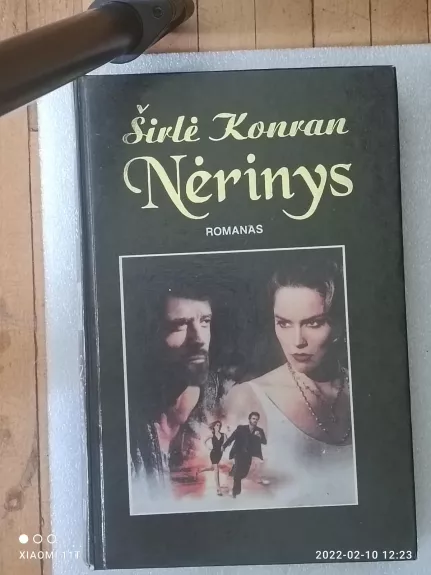 Širlė Konran
Nėrinys
ROMANAS
XIAOMI 11T
2022-02-10 12:23